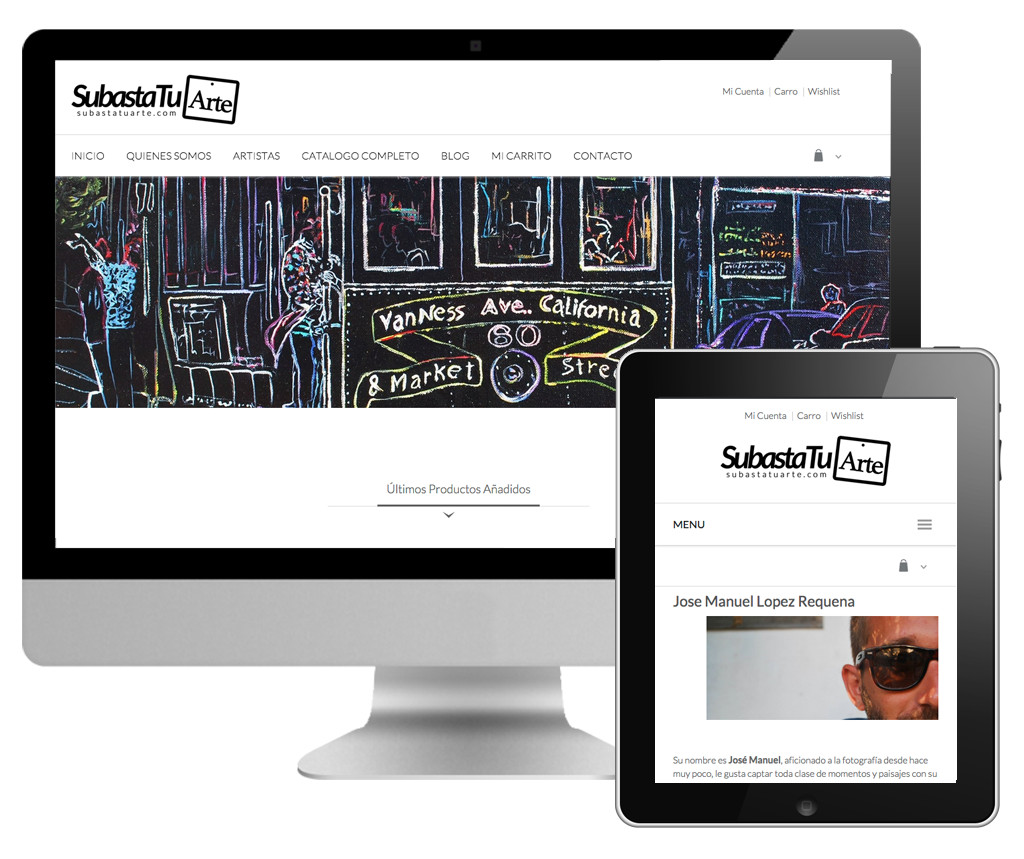 SubastaTu Arte
subastatuarte.com
Mi Cuenta | Carro | Wishlist
INICIO QUIENES SOMOS ARTISTAS CATALOGO COMPLETO BLOG MI CARRITO CONTACTO
VanNess Ave.. California
80
& Market Stree
Últimos Productos Añadidos
Mi Cuenta | Carro | Wishlist
SubastaTu Arte
subastatuarte.com
MENU
Jose Manuel Lopez Requena
Su nombre es José Manuel, aficionado a la fotografía desde hace
muy poco, le gusta captar toda clase de momentos y paisajes con su